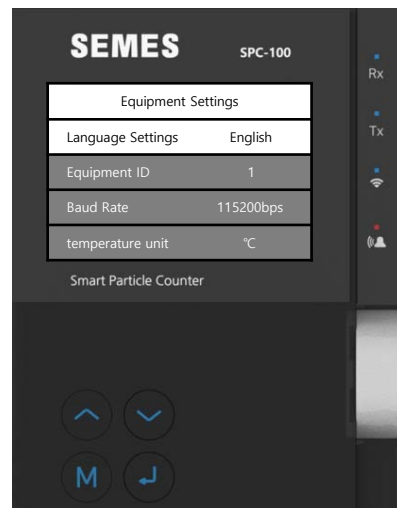 SEMES SPC-100
Equipment Settings
Language Settings English
Equipment ID 1
Baud Rate 115200bps
temperature unit ℃
Smart Particle Counter
Rx
Tx
M